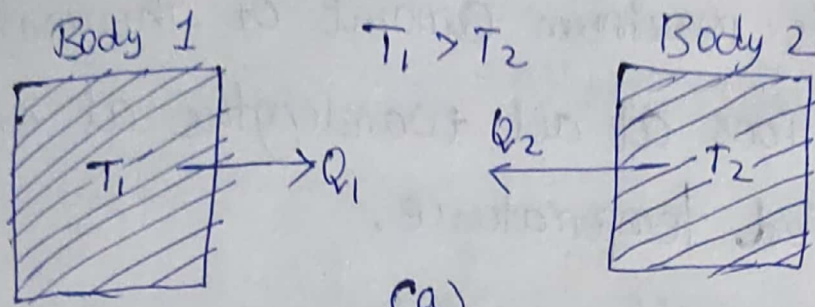 Body 1 T₁ > T₂ Body 2
T₁ Q₁ Q₂ T₂
(a)